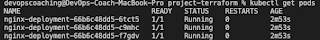 devopscoaching@DevOps-Coach-MacBook-Pro project-terraform % kubectl get pods
NAME READY STATUS RESTARTS AGE
nginx-deployment-66b6c48dd5-6tct5 1/1 Running 0 2m53s
nginx-deployment-66b6c48dd5-c9mhc 1/1 Running 0 2m53s
nginx-deployment-66b6c48dd5-f7gdv 1/1 Running 0 2m53s